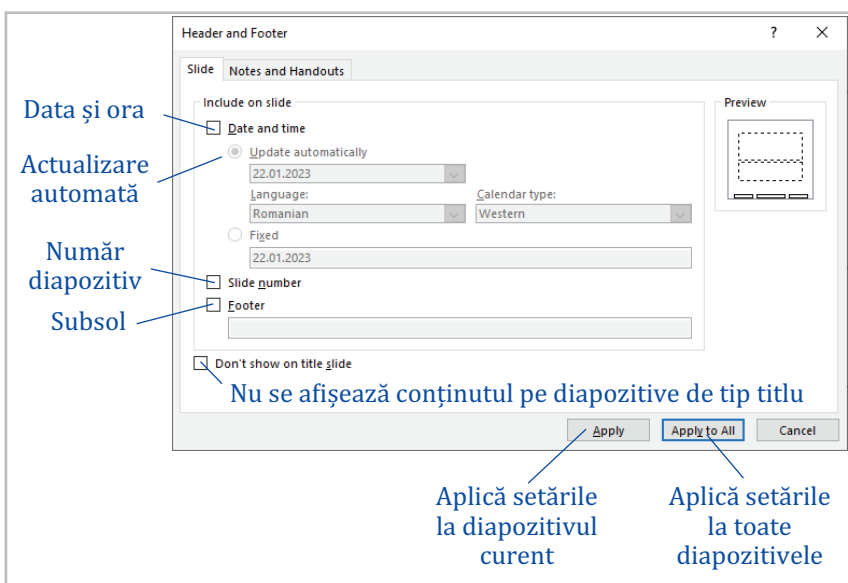 Header and Footer
?
Slide
Notes and Handouts
Include on slide
Preview
Data și ora
Date and time
Actualizare
automată
Update automatically
22.01.2023
Language:
Calendar type:
Romanian
Western
Fixed
22.01.2023
Număr
diapozitiv
Slide number
Subsol
Footer
Don't show on title slide
Nu se afișează conținutul pe diapozitive de tip titlu
Apply
Apply to All
Cancel
Aplică setările
la diapozitivul
curent
Aplică setările
la toate
diapozitivele